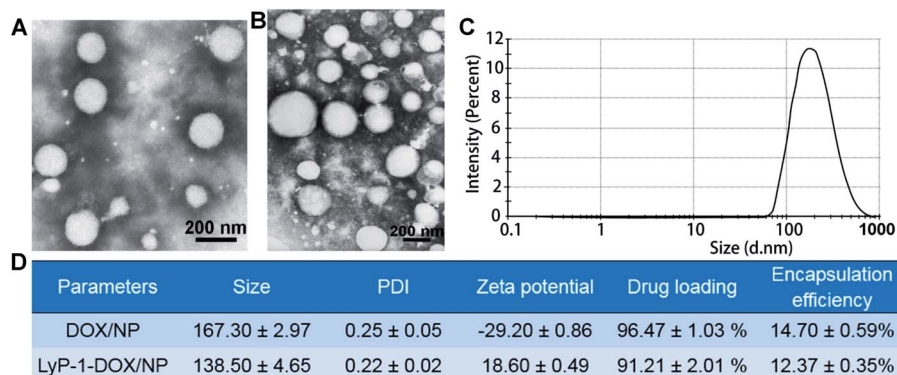 A
200 nm
B
200 nm
C
Intensity (Percent)
12
10
8
6
4
2
0
0.1 1 10 100 1000
Size (d.nm)
D
Parameters Size PDI Zeta potential Drug loading Encapsulation efficiency
DOX/NP 167.30 ± 2.97 0.25 ± 0.05 -29.20 ± 0.86 96.47 ± 1.03 % 14.70 ± 0.59%
LyP-1-DOX/NP 138.50 ± 4.65 0.22 ± 0.02 18.60 ± 0.49 91.21 ± 2.01 % 12.37 ± 0.35%